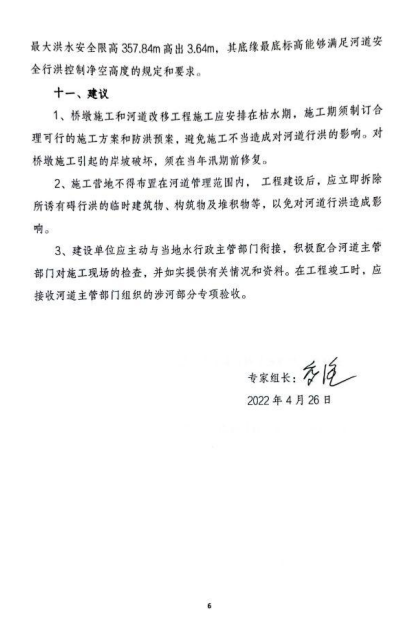 最大洪水安全限高 357.84m 高出 3.64m，其底缘最底标高能够满足河道安
全行洪控制净空高度的规定和要求。
十一、建议
1、桥墩施工和河道改移工程施工应安排在枯水期，施工期须制订合
理可行的施工方案和防洪预案，避免施工不当造成对河道行洪的影响。对
桥墩施工引起的岸坡破坏，须在当年汛期前修复。
2、施工营地不得布置在河道管理范围内， 工程建设后，应立即拆除
所诱有碍行洪的临时建筑物、构筑物及堆积物等，以免对河道行洪造成影
响。
3、建设单位应主动与当地水行政主管部门衔接，积极配合河道主管
部门对施工现场的检查，并如实提供有关情况和资料。在工程竣工时，应
接收河道主管部门组织的涉河部分专项验收。
专家组长：
2022 年 4 月 26 日
6